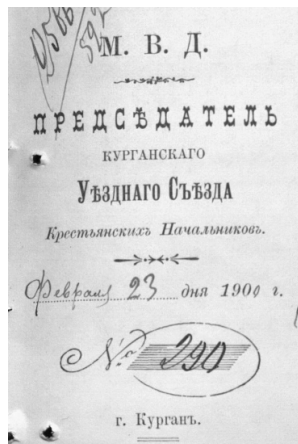 М. В. Д.
ПРЕДСѢДАТЕЛЬ
КУРГАНСКАГО
Уѣзднаго Съѣзда
Крестьянскихъ Начальниковъ.
Февраля 23 дня 1900 г.
№ 290
г. Курганъ.